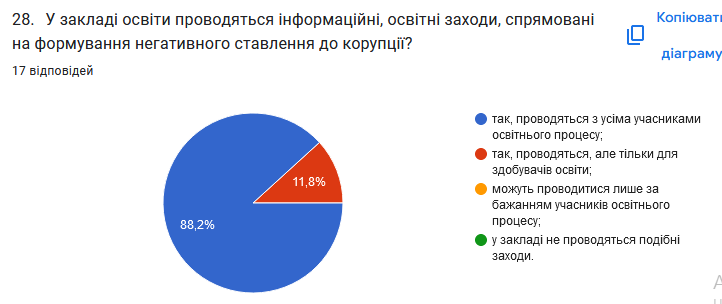 28. У закладі освіти проводяться інформаційні, освітні заходи, спрямовані
на формування негативного ставлення до корупції?
17 відповідей
Копіювати
діаграму
так, проводяться з усіма учасниками
освітнього процесу;
так, проводяться, але тільки для
здобувачів освіти;
можуть проводитися лише за
бажанням учасників освітнього
процесу;
у закладі не проводяться подібні
заходи.
11,8%
88,2%